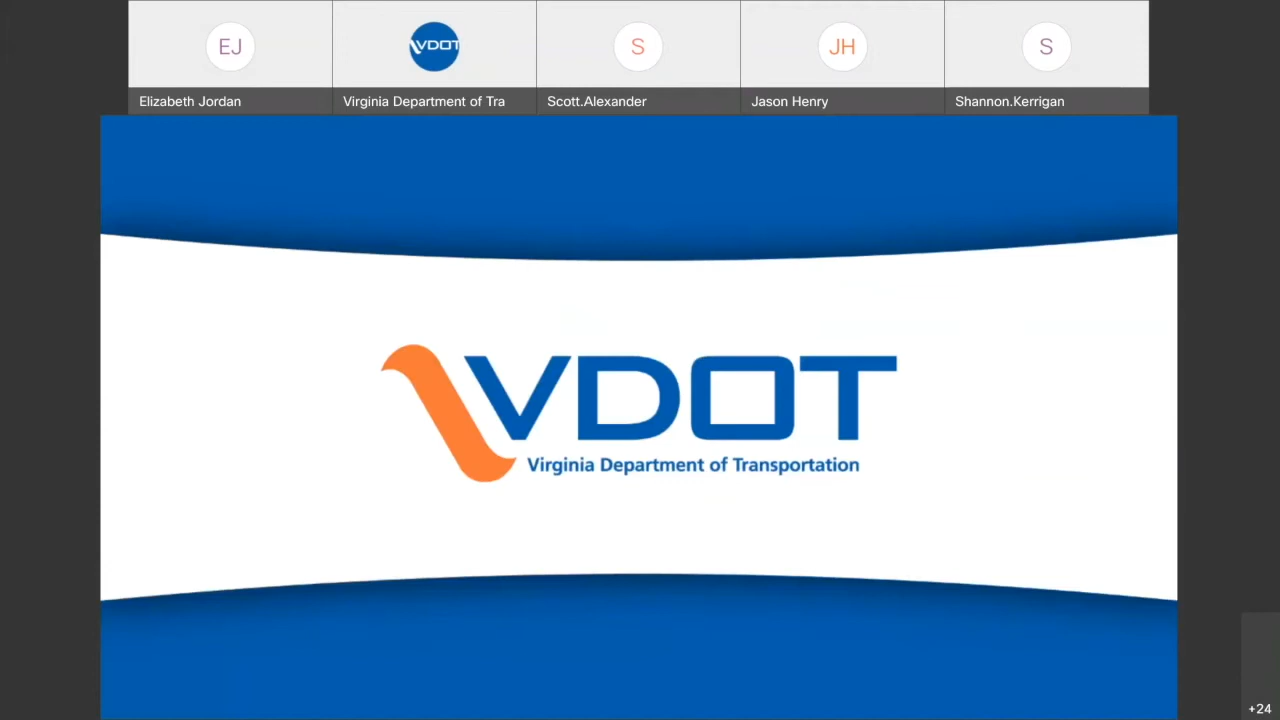 EJ
VDOT
S
JH
S
Elizabeth Jordan
Virginia Department of Tra
Scott.Alexander
Jason Henry
Shannon.Kerrigan
VDOT
Virginia Department of Transportation
+24